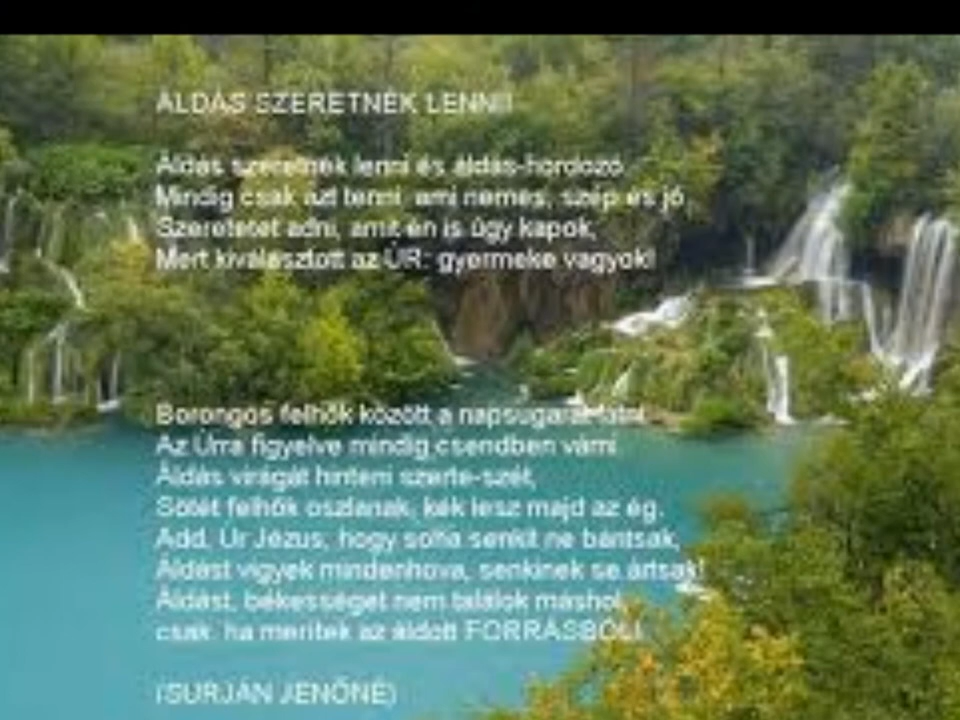 ÁLDÁS SZERETNÉK LENNI!
Áldás szeretnék lenni és áldás-hordozó.
Mindig csak azt tenni, ami nemes, szép és jó,
Szeretetet adni, amit én is úgy kapok,
Mert kiválasztott az ÚR: gyermeke vagyok!
Borongós felhők között a napsugarat látni
Az Úrra figyelve mindig csendben várni.
Áldás virágát hinteni szerte-szét,
Sötét felhők oszlanak, kék lesz majd az ég.
Add, Úr Jézus, hogy soha senkit ne bántsak,
Áldást vigyek mindenhova, senkinek se ártsak!
Áldást, békességet nem találok máshol,
csak, ha merítek az áldott FORRÁSBÓL!
(SURJÁN JENŐNÉ)